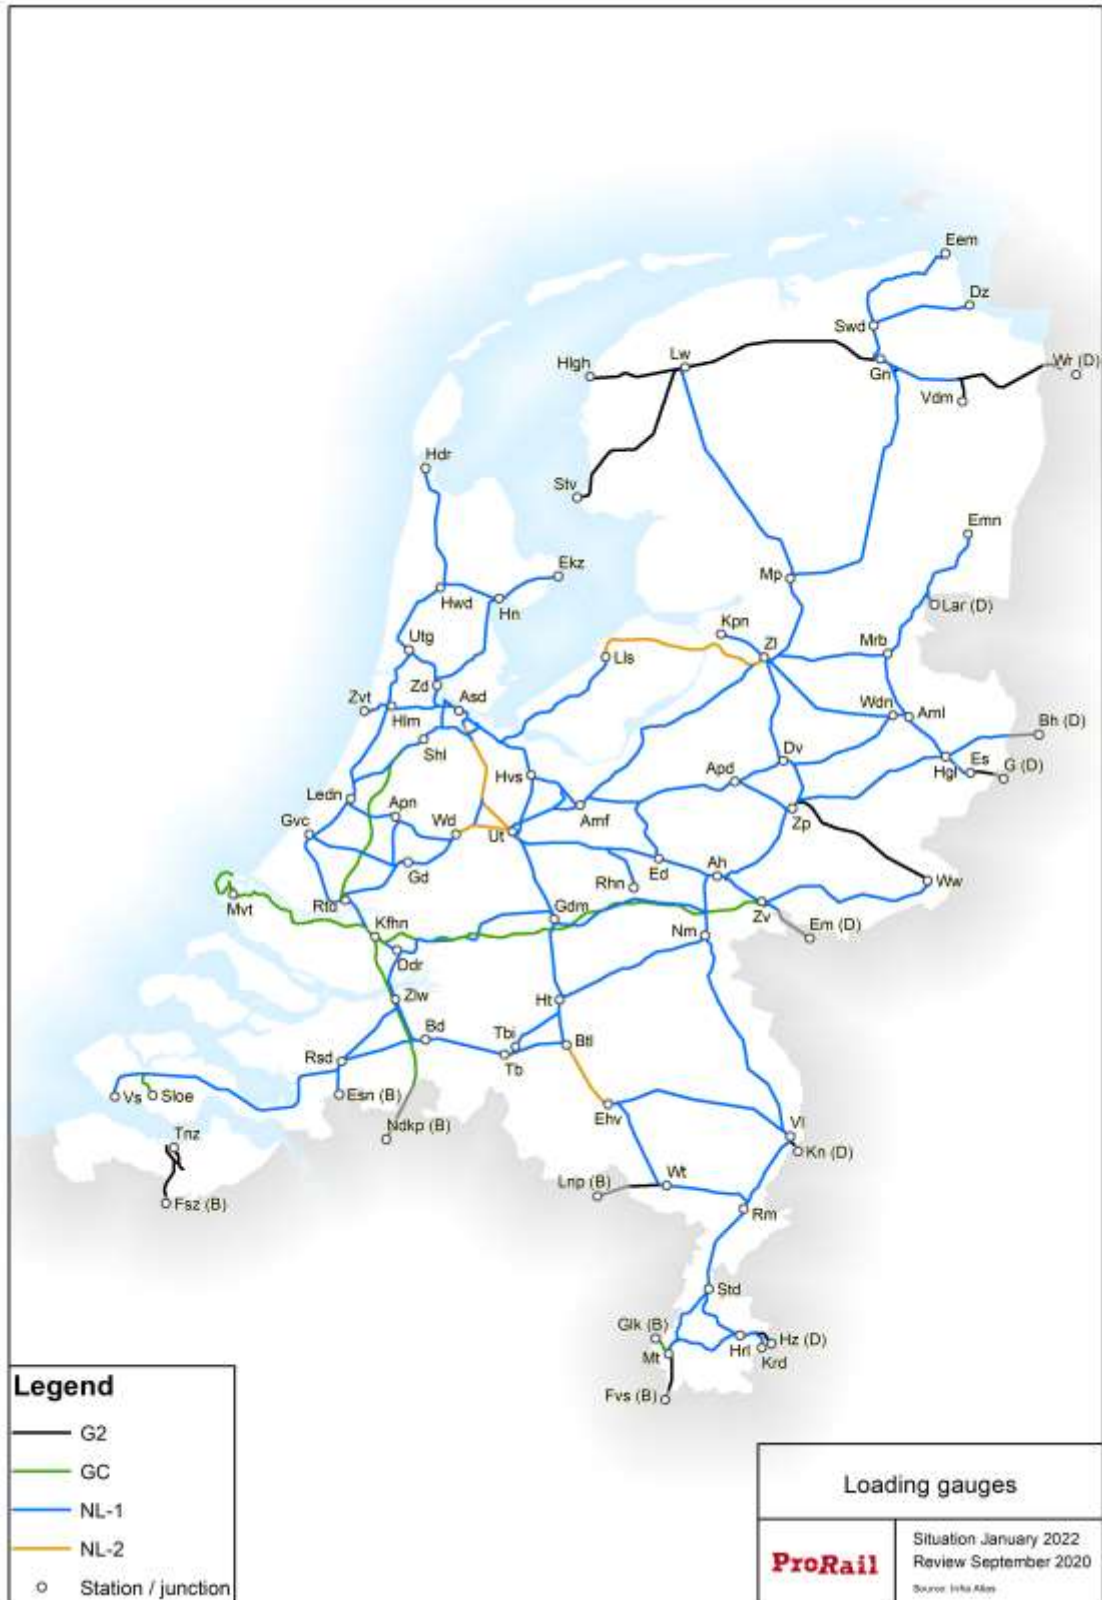 Eem
Dz
Swd
Lw
Hlgh
Gn
Wr (D)
Vdm
Hdr
Stv
Emn
Ekz
Mp
Hwd
Hn
Lar (D)
Kpn
Utg
Zl
Mrb
Lls
Zd
Asd
Zvt
Hlm
Wdn
Aml
Bh (D)
Shl
Dv
Es
Hvs
Apd
Hgl
G (D)
Ledn
Apn
Gvc
Wd
Ut
Amf
Zp
Gd
Ed
Ah
Rhn
Ww
Mvt
Rtd
Gdm
Zv
Kfhn
Nm
Em (D)
Ddr
Zlw
Ht
Bd
Tbi
Btl
Rsd
Tb
Vs
Sloe
Esn (B)
Ehv
Ndkp (B)
Tnz
Vl
Kn (D)
Lnp (B)
Wt
Fsz (B)
Rm
Std
Glk (B)
Hz (D)
Hrl
Mt
Krd
Fvs (B)
Legend
G2
GC
NL-1
NL-2
Station / junction
Loading gauges
ProRail
Situation January 2022
Review September 2020
Source: Infra Atlas